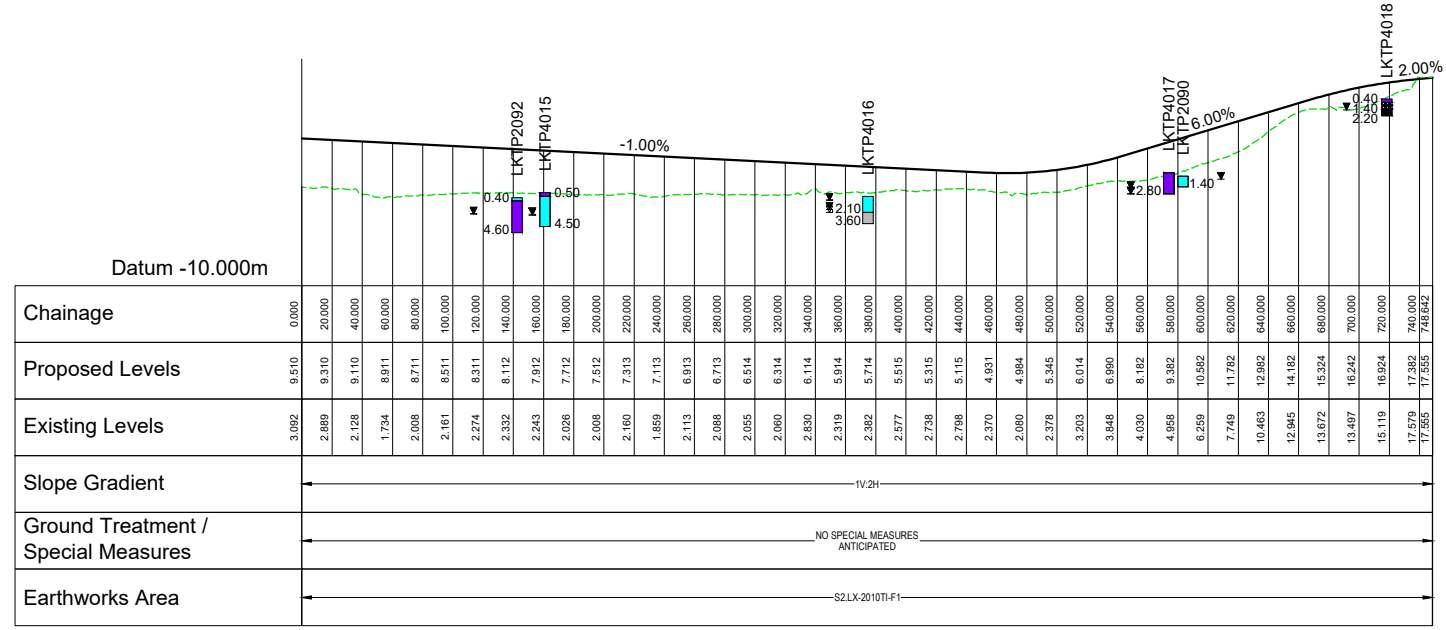 LKTP4018
2.00%
LKTP2092
LKTP4015
-1.00%
LKTP4016
LKTP4017
LKTP2090
6.00%
0.40
1.40
2.20
0.40
4.60
0.50
4.50
2.10
3.60
2.80
1.40
Datum -10.000m
Chainage 0.000 20.000 40.000 60.000 80.000 100.000 120.000 140.000 160.000 180.000 200.000 220.000 240.000 260.000 280.000 300.000 320.000 340.000 360.000 380.000 400.000 420.000 440.000 460.000 480.000 500.000 520.000 540.000 560.000 580.000 600.000 620.000 640.000 660.000 680.000 700.000 720.000 740.000 748.642
Proposed Levels 9.510 9.310 9.110 8.911 8.711 8.511 8.311 8.112 7.912 7.712 7.512 7.313 7.113 6.913 6.713 6.514 6.314 6.114 5.914 5.714 5.515 5.315 5.115 4.931 4.984 5.345 6.014 6.990 8.182 9.382 10.582 11.782 12.982 14.182 15.324 16.242 16.924 17.382 17.555
Existing Levels 3.092 2.889 2.128 1.734 2.008 2.161 2.274 2.332 2.243 2.026 2.008 2.160 1.859 2.113 2.088 2.055 2.060 2.830 2.319 2.382 2.577 2.738 2.798 2.370 2.080 2.378 3.203 3.848 4.030 4.958 6.259 7.749 10.463 12.945 13.672 13.497 15.119 17.579 17.555
Slope Gradient 1V:2H
Ground Treatment /
Special Measures
NO SPECIAL MEASURES
ANTICIPATED
Earthworks Area S2.LX-2010TI-F1